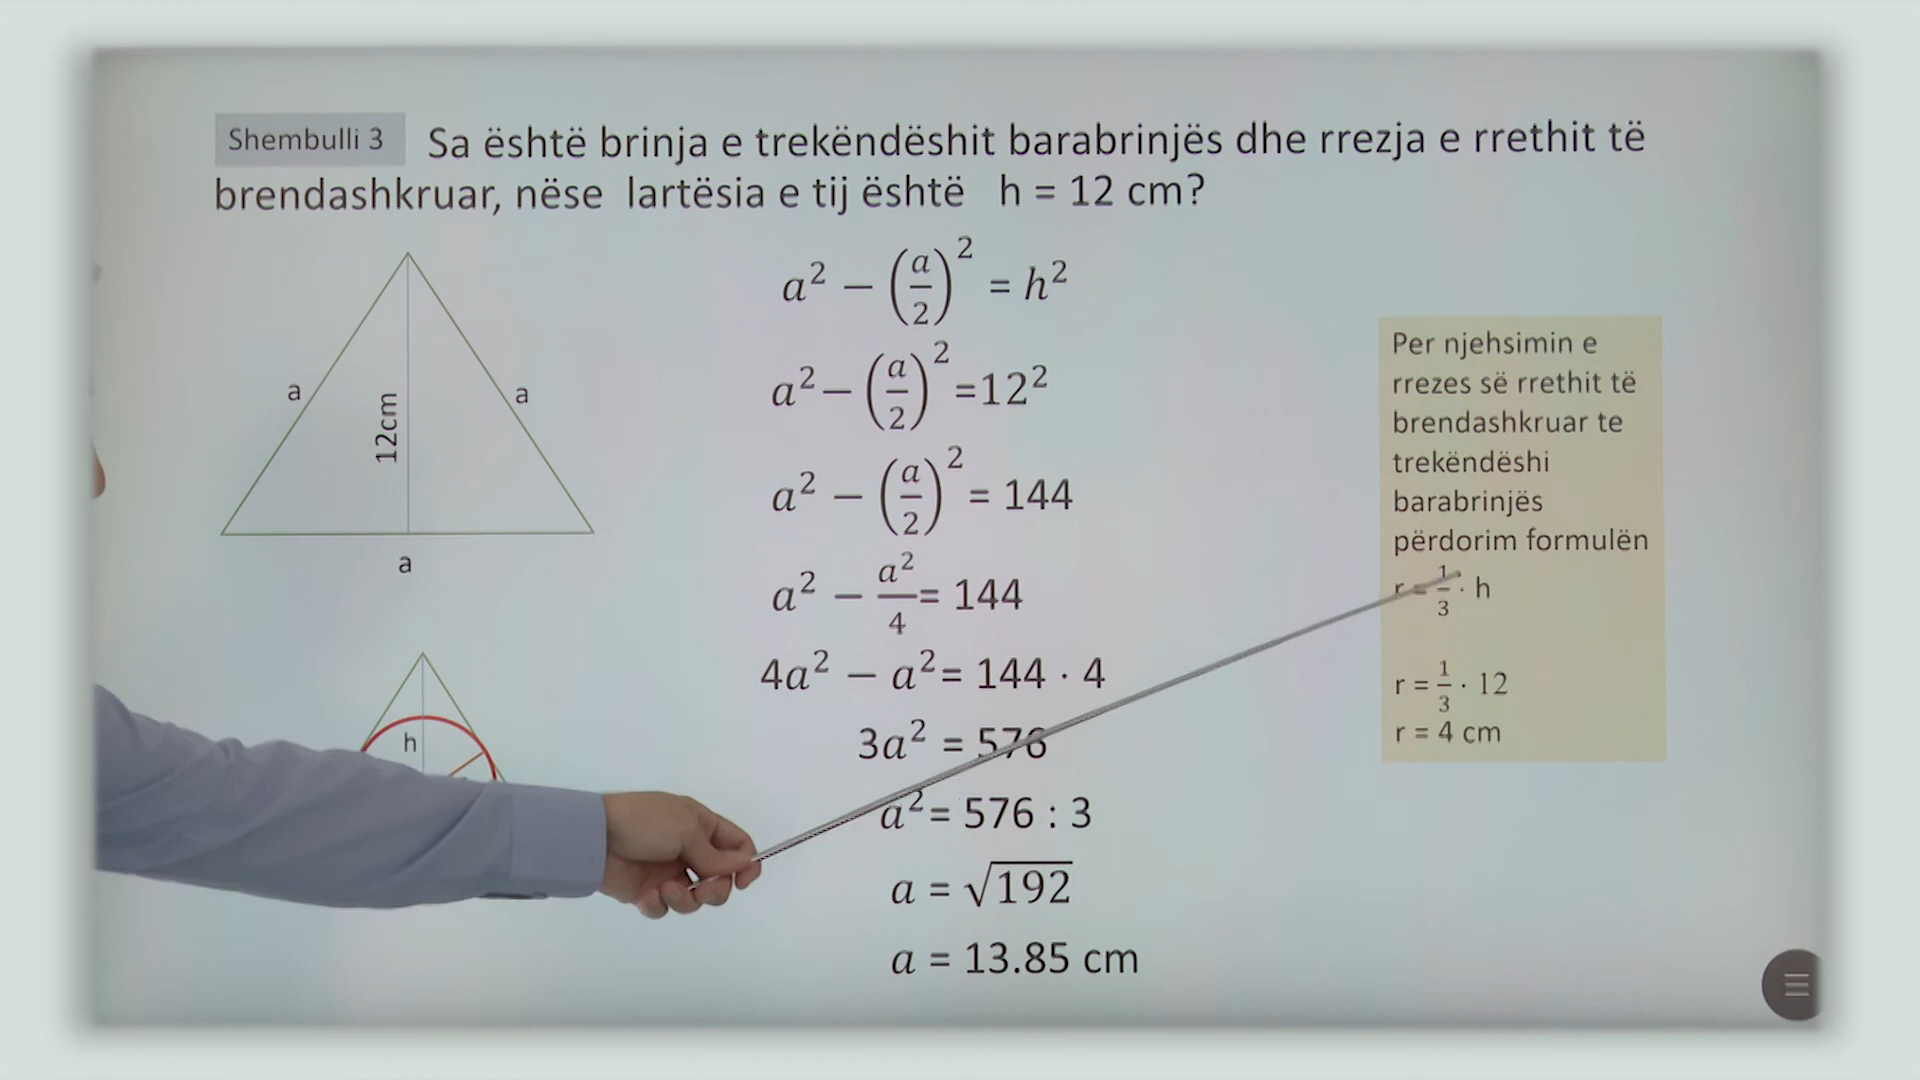 Shembulli 3 Sa është brinja e trekëndëshit barabrinjës dhe rrezja e rrethit të
brendashkruar, nëse lartësia e tij është h = 12 cm?
a
12cm
a
a
h
a² − (a/2)² = h²
a² − (a/2)² =12²
a² − (a/2)² = 144
a² − a²/4 = 144
4a² − a² = 144 · 4
3a² = 576
a² = 576 : 3
a = √192
a = 13.85 cm
Per njehsimin e
rrezes së rrethit të
brendashkruar te
trekëndëshi
barabrinjës
përdorim formulën
r = 1/3 · h
r = 1/3 · 12
r = 4 cm